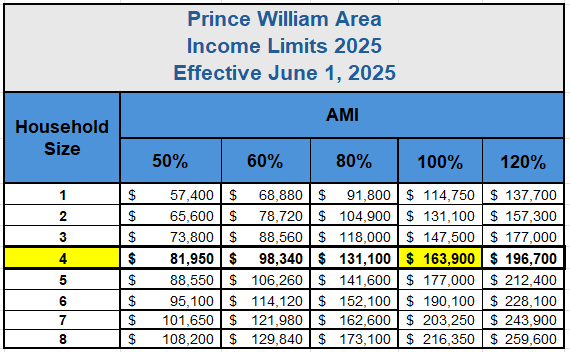 Prince William Area
Income Limits 2025
Effective June 1, 2025
Household Size AMI
50% 60% 80% 100% 120%
1 $ 57,400 $ 68,880 $ 91,800 $ 114,750 $ 137,700
2 $ 65,600 $ 78,720 $ 104,900 $ 131,100 $ 157,300
3 $ 73,800 $ 88,560 $ 118,000 $ 147,500 $ 177,000
4 $ 81,950 $ 98,340 $ 131,100 $ 163,900 $ 196,700
5 $ 88,550 $ 106,260 $ 141,600 $ 177,000 $ 212,400
6 $ 95,100 $ 114,120 $ 152,100 $ 190,100 $ 228,100
7 $ 101,650 $ 121,980 $ 162,600 $ 203,250 $ 243,900
8 $ 108,200 $ 129,840 $ 173,100 $ 216,350 $ 259,600